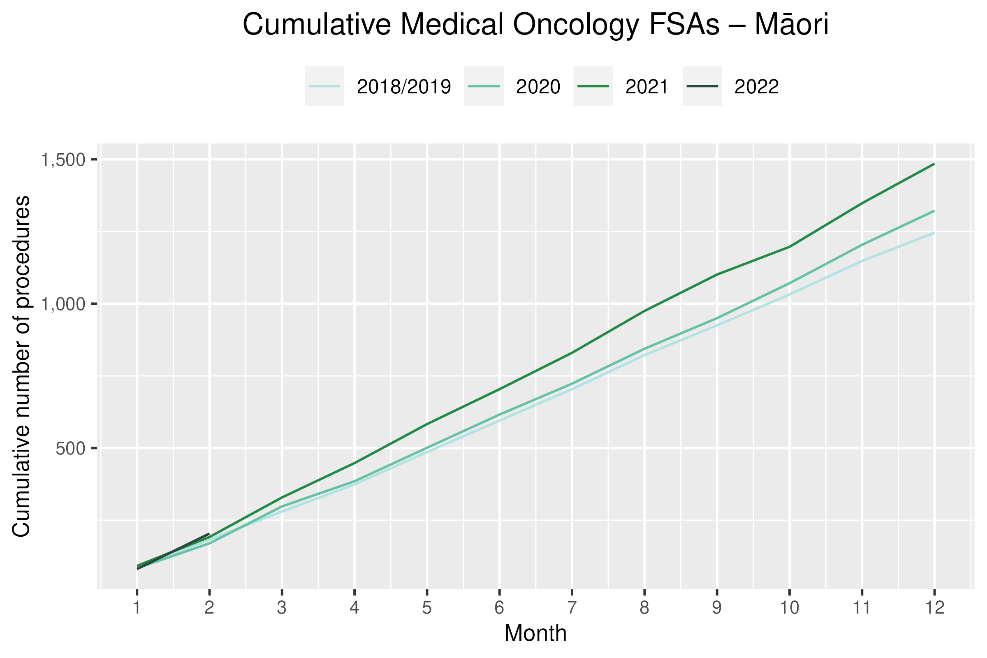 Cumulative Medical Oncology FSAs – Māori
2018/2019 2020 2021 2022
Cumulative number of procedures
1,500
1,000
500
1 2 3 4 5 6 7 8 9 10 11 12
Month